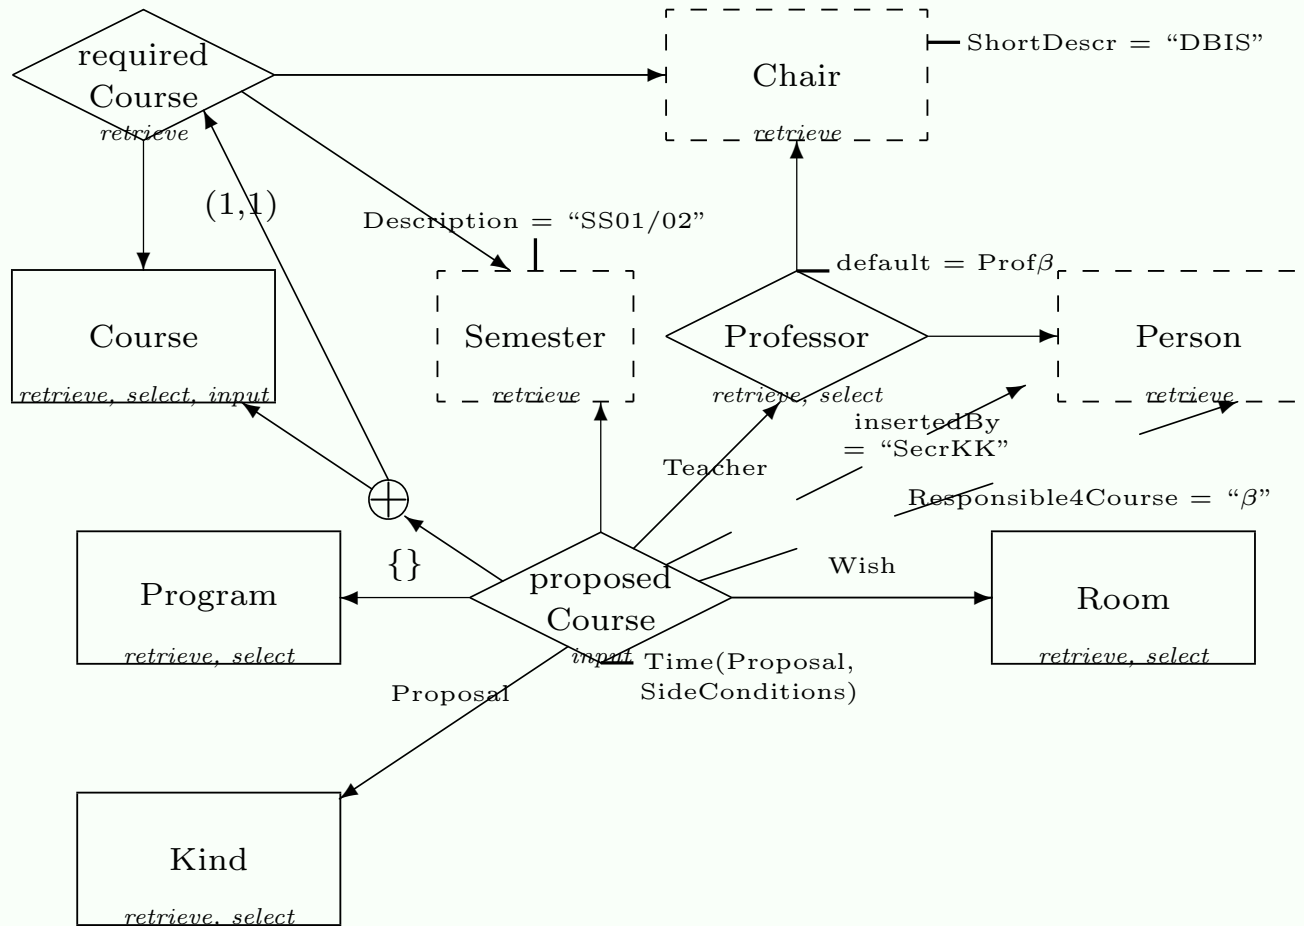 required
Course
retrieve
Chair
retrieve
ShortDescr = “DBIS”
(1,1)
Description = “SS01/02”
default = Profβ
Course
retrieve, select, input
Semester
retrieve
Professor
retrieve, select
Person
retrieve
insertedBy
= “SecrKK”
Teacher
Responsible4Course = “β”
{}
Wish
Program
retrieve, select
proposed
Course
input
Room
retrieve, select
Time(Proposal,
SideConditions)
Proposal
Kind
retrieve, select